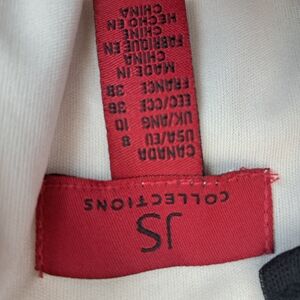 JS
COLLECTIONS
CANADA
USA/EU 8
UK/ANG 10
EEC/CCE 36
FRANCE 38
MADE IN
CHINA
FABRIQUE EN
CHINE
HECHO EN
CHINA